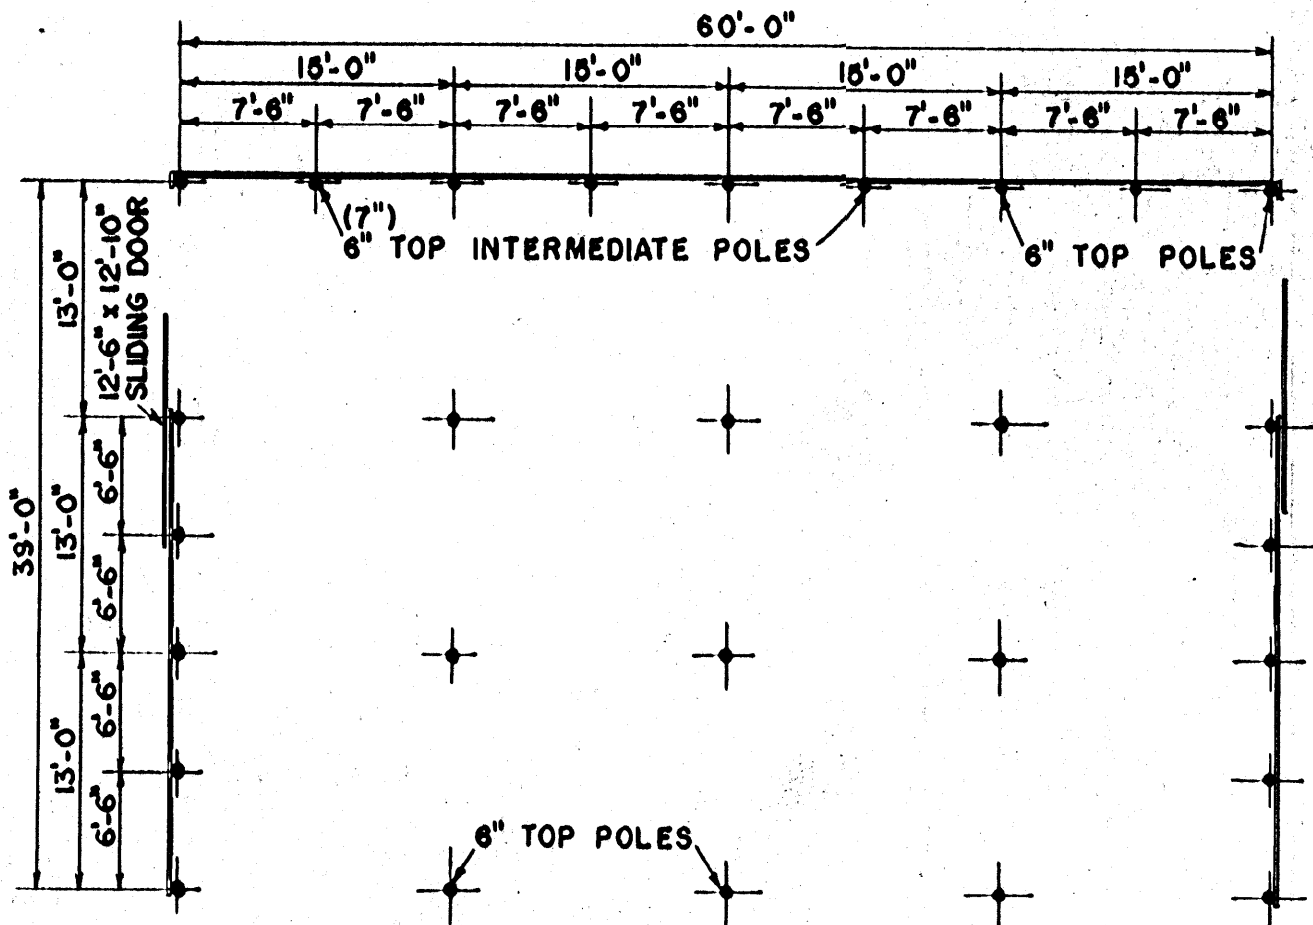 60'-0"
15'-0" 15'-0" 15'-0" 15'-0"
7'-6" 7'-6" 7'-6" 7'-6" 7'-6" 7'-6" 7'-6" 7'-6"
(7")
6" TOP INTERMEDIATE POLES
6" TOP POLES
12'-6" x 12'-10"
SLIDING DOOR
39'-0"
13'-0"
13'-0"
13'-0"
6'-6"
6'-6"
6'-6"
6'-6"
6" TOP POLES